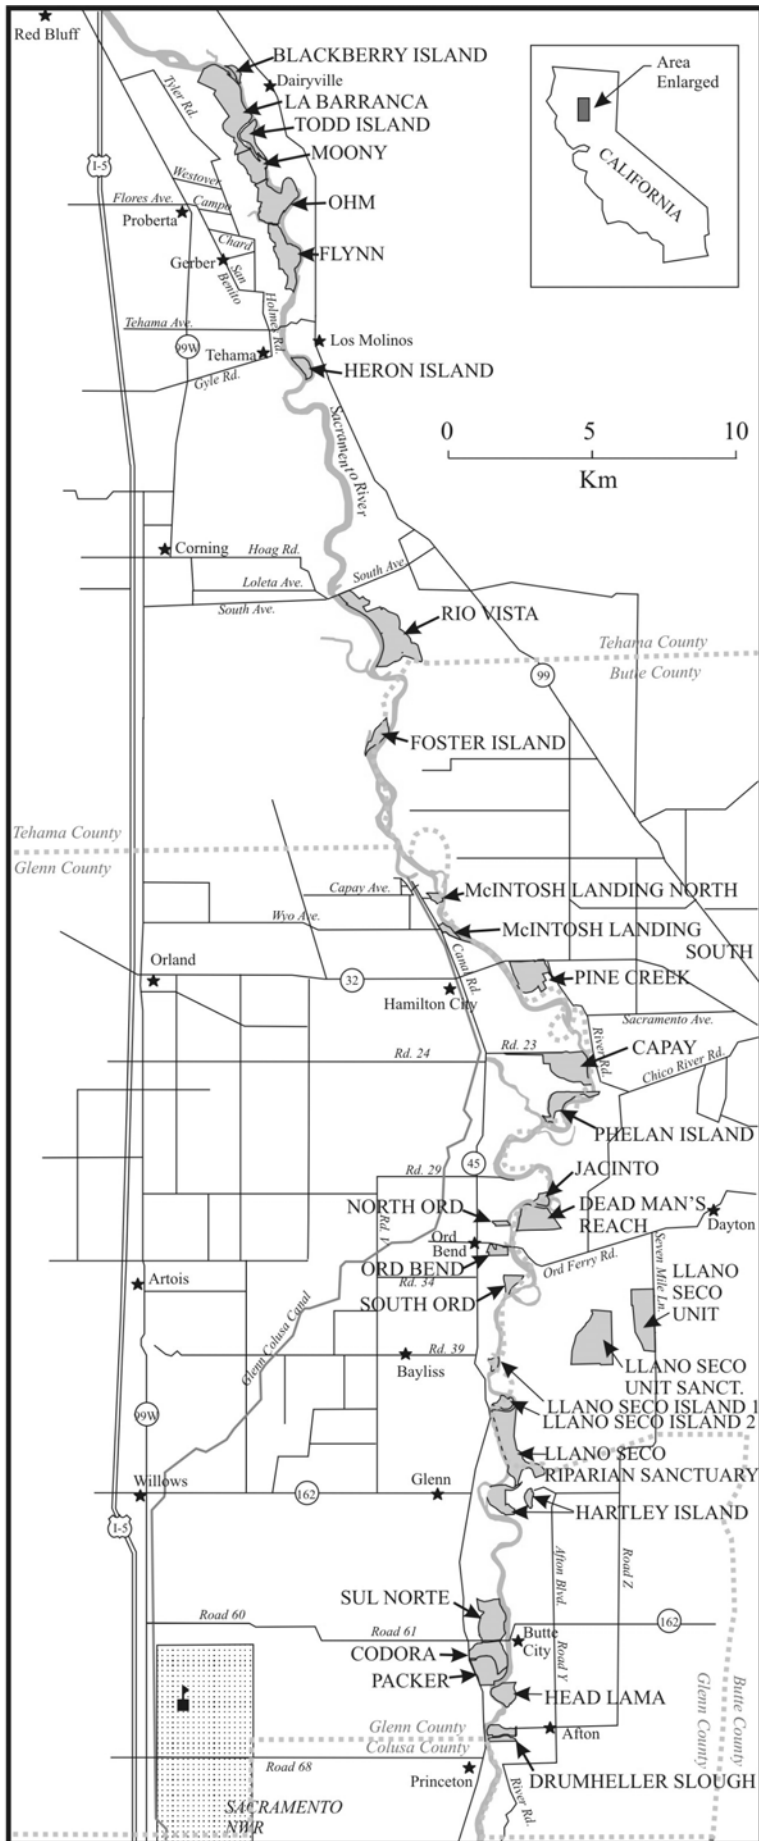 Red Bluff
BLACKBERRY ISLAND
Dairyville
Area
Enlarged
Tyler Rd.
LA BARRANCA
TODD ISLAND
MOONY
I-5
CALIFORNIA
Westover
Flores Ave.
Campo
OHM
Proberta
Chard
FLYNN
Gerber
San
Benito
Holmes Rd.
Tehama Ave.
99W
Los Molinos
Tehama
Gyle Rd.
HERON ISLAND
Sacramento River
0 5 10
Km
Corning
Hoag Rd.
South Ave.
Loleta Ave.
South Ave.
RIO VISTA
Tehama County
Butte County
99
FOSTER ISLAND
Tehama County
Glenn County
Capay Ave.
McINTOSH LANDING NORTH
Wyo Ave.
McINTOSH LANDING
SOUTH
Canal Rd.
Orland
32
PINE CREEK
Hamilton City
Sacramento Ave.
River Rd.
Rd. 23
CAPAY
Rd. 24
Chico River Rd.
PHELAN ISLAND
45
JACINTO
Rd. 29
NORTH ORD
DEAD MAN'S
REACH
Dayton
Rd. V
Ord
Bend
Ord Ferry Rd.
Seven Mile Ln.
ORD BEND
LLANO
SECO
UNIT
Artois
Rd. 34
SOUTH ORD
Glenn Colusa Canal
Rd. 39
Bayliss
LLANO SECO
UNIT SANCT.
LLANO SECO ISLAND 1
LLANO SECO ISLAND 2
99W
LLANO SECO
RIPARIAN SANCTUARY
Willows
162
Glenn
HARTLEY ISLAND
I-5
Afton Blvd.
Road Z
SUL NORTE
Road 60
162
Road 61
Butte
City
CODORA
Road Y
PACKER
HEAD LAMA
Butte County
Glenn County
Glenn County
Colusa County
Afton
Road 68
Princeton
DRUMHELLER SLOUGH
River Rd.
SACRAMENTO
NWR